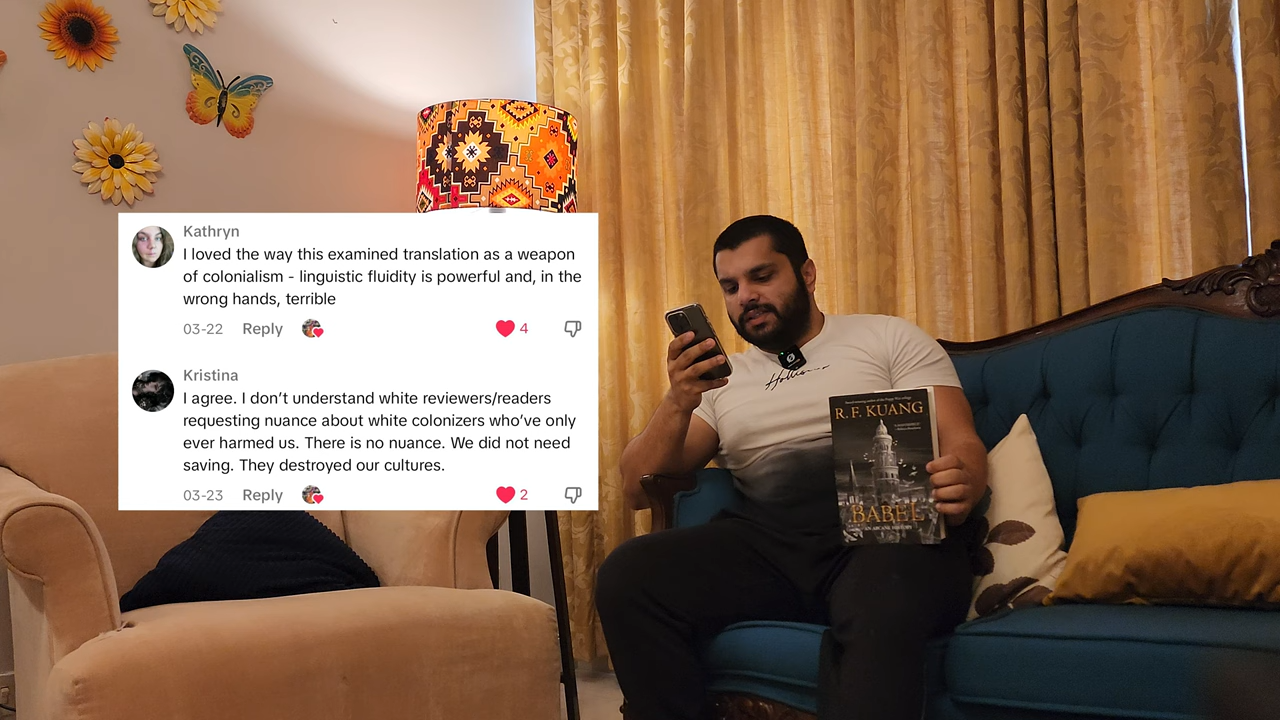 Kathryn
I loved the way this examined translation as a weapon
of colonialism - linguistic fluidity is powerful and, in the
wrong hands, terrible
03-22 Reply 4
Kristina
I agree. I don't understand white reviewers/readers
requesting nuance about white colonizers who've only
ever harmed us. There is no nuance. We did not need
saving. They destroyed our cultures.
03-23 Reply 2
R. F. KUANG
BABEL